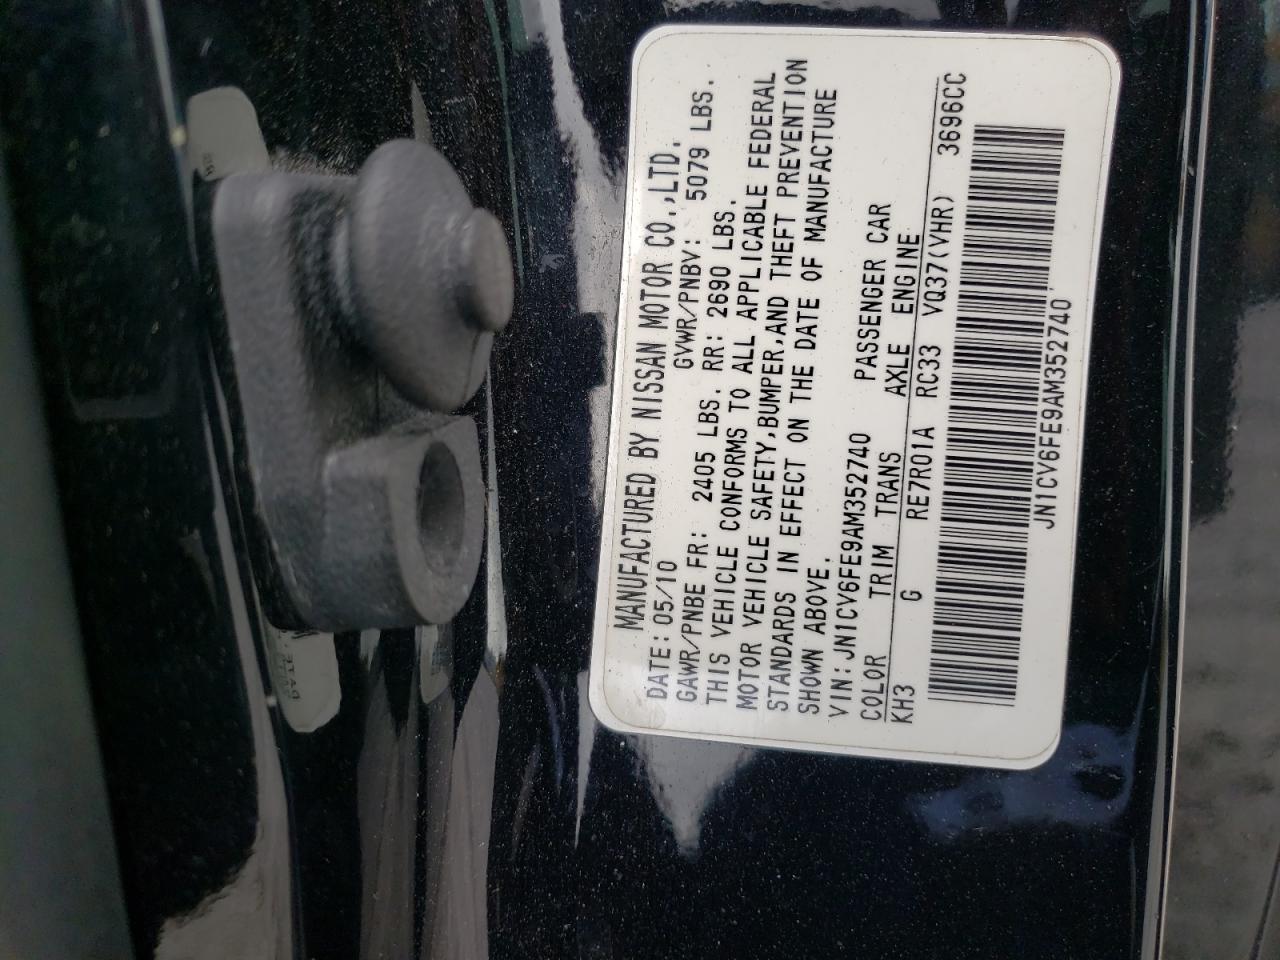 MANUFACTURED BY NISSAN MOTOR CO.,LTD.
DATE:05/10 GVWR/PNBV: 5079 LBS.
GAWR/PNBE FR: 2405 LBS. RR: 2690 LBS.
THIS VEHICLE CONFORMS TO ALL APPLICABLE FEDERAL
MOTOR VEHICLE SAFETY,BUMPER,AND THEFT PREVENTION
STANDARDS IN EFFECT ON THE DATE OF MANUFACTURE
SHOWN ABOVE.
VIN:JN1CV6FE9AM352740 PASSENGER CAR
COLOR TRIM TRANS AXLE ENGINE
KH3 G RE7R01A RC33 VQ37(VHR) 3696CC
JN1CV6FE9AM352740